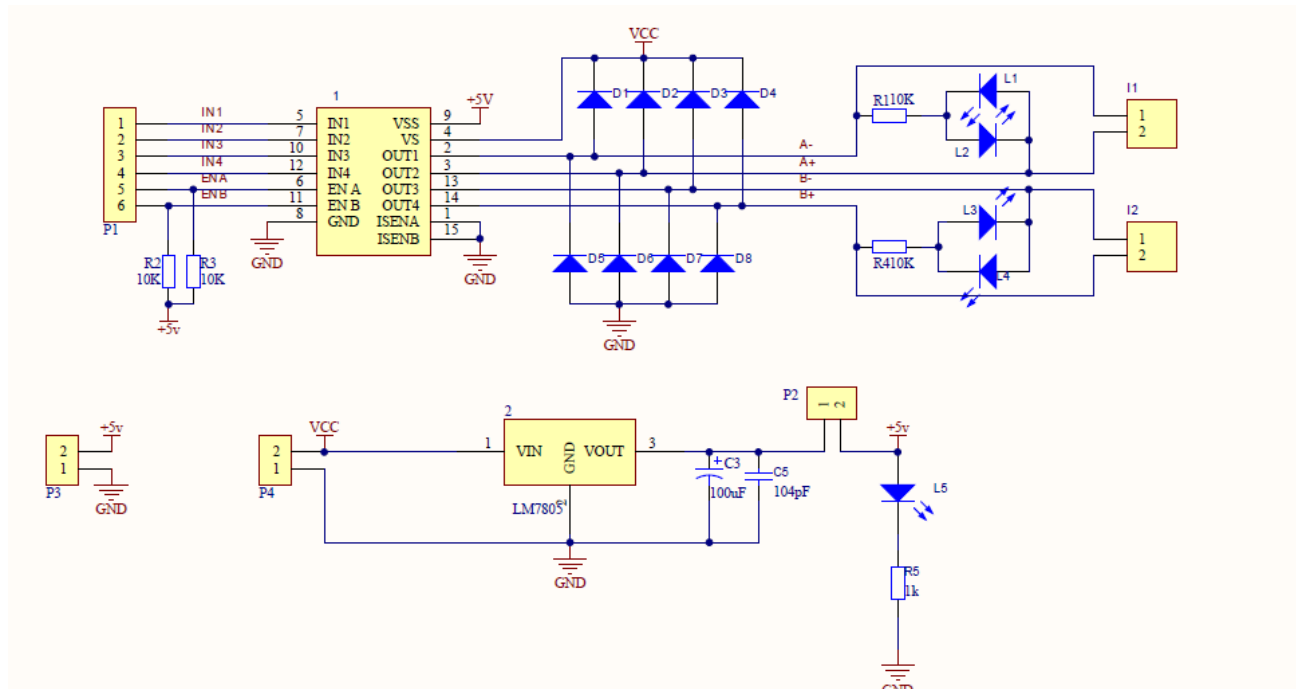 VCC
1
+5V
IN1
IN2
IN3
IN4
ENA
ENB
1
2
3
4
5
6
P1
5
7
10
12
6
11
8
IN1 VSS
IN2 VS
IN3 OUT1
IN4 OUT2
EN A OUT3
EN B OUT4
GND ISENA
ISENB
9
4
2
3
13
14
1
15
GND
GND
R2
10K
R3
10K
+5v
D1 D2 D3 D4
D5 D6 D7 D8
GND
A-
A+
B-
B+
R110K
L1
L2
I1
1
2
R410K
L3
L4
I2
1
2
+5v
2
1
P3
GND
VCC
2
1
P4
2
1 VIN GND VOUT 3
LM7805
GND
C3
100uF
C5
104pF
P2
1 2
+5v
L5
R5
1k
GND